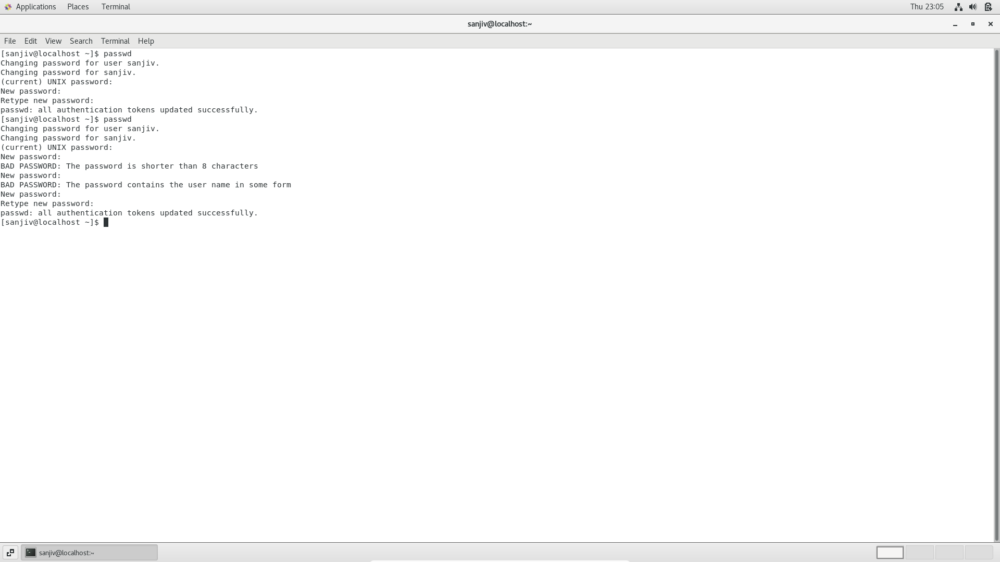 Applications Places Terminal Thu 23:05
sanjiv@localhost:~
File Edit View Search Terminal Help
[sanjiv@localhost ~]$ passwd
Changing password for user sanjiv.
Changing password for sanjiv.
(current) UNIX password:
New password:
Retype new password:
passwd: all authentication tokens updated successfully.
[sanjiv@localhost ~]$ passwd
Changing password for user sanjiv.
Changing password for sanjiv.
(current) UNIX password:
New password:
BAD PASSWORD: The password is shorter than 8 characters
New password:
BAD PASSWORD: The password contains the user name in some form
New password:
Retype new password:
passwd: all authentication tokens updated successfully.
[sanjiv@localhost ~]$
sanjiv@localhost:~